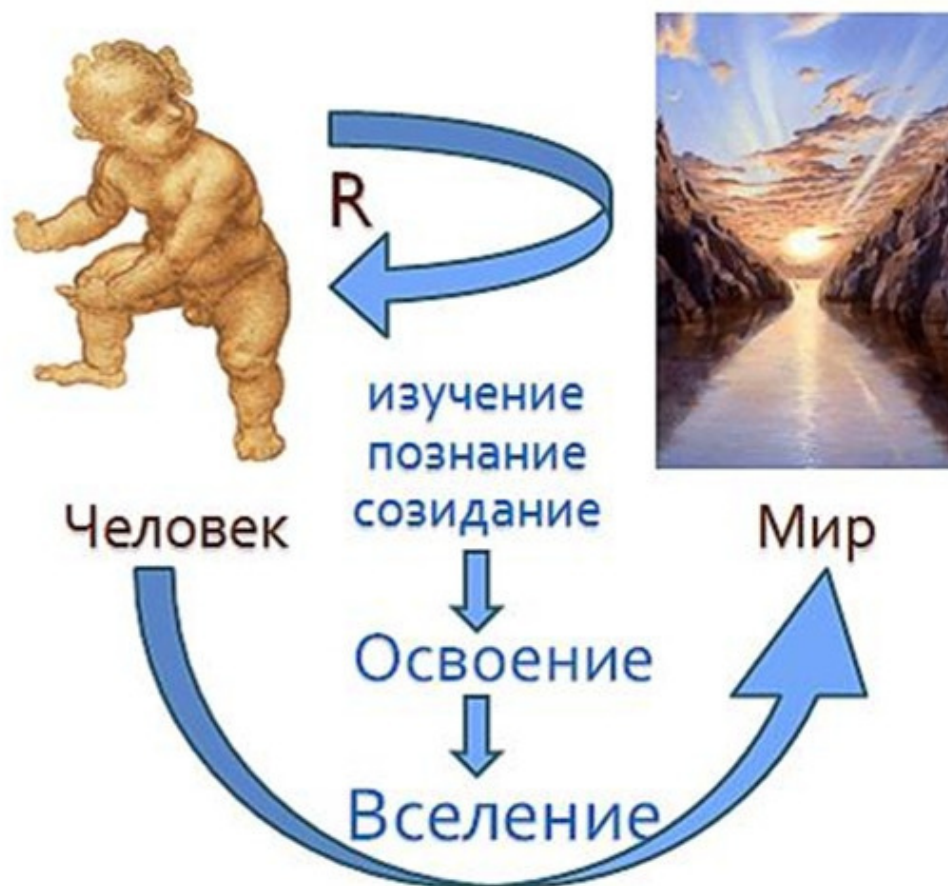 R
изучение
познание
созидание
Человек
Мир
Освоение
Вселение